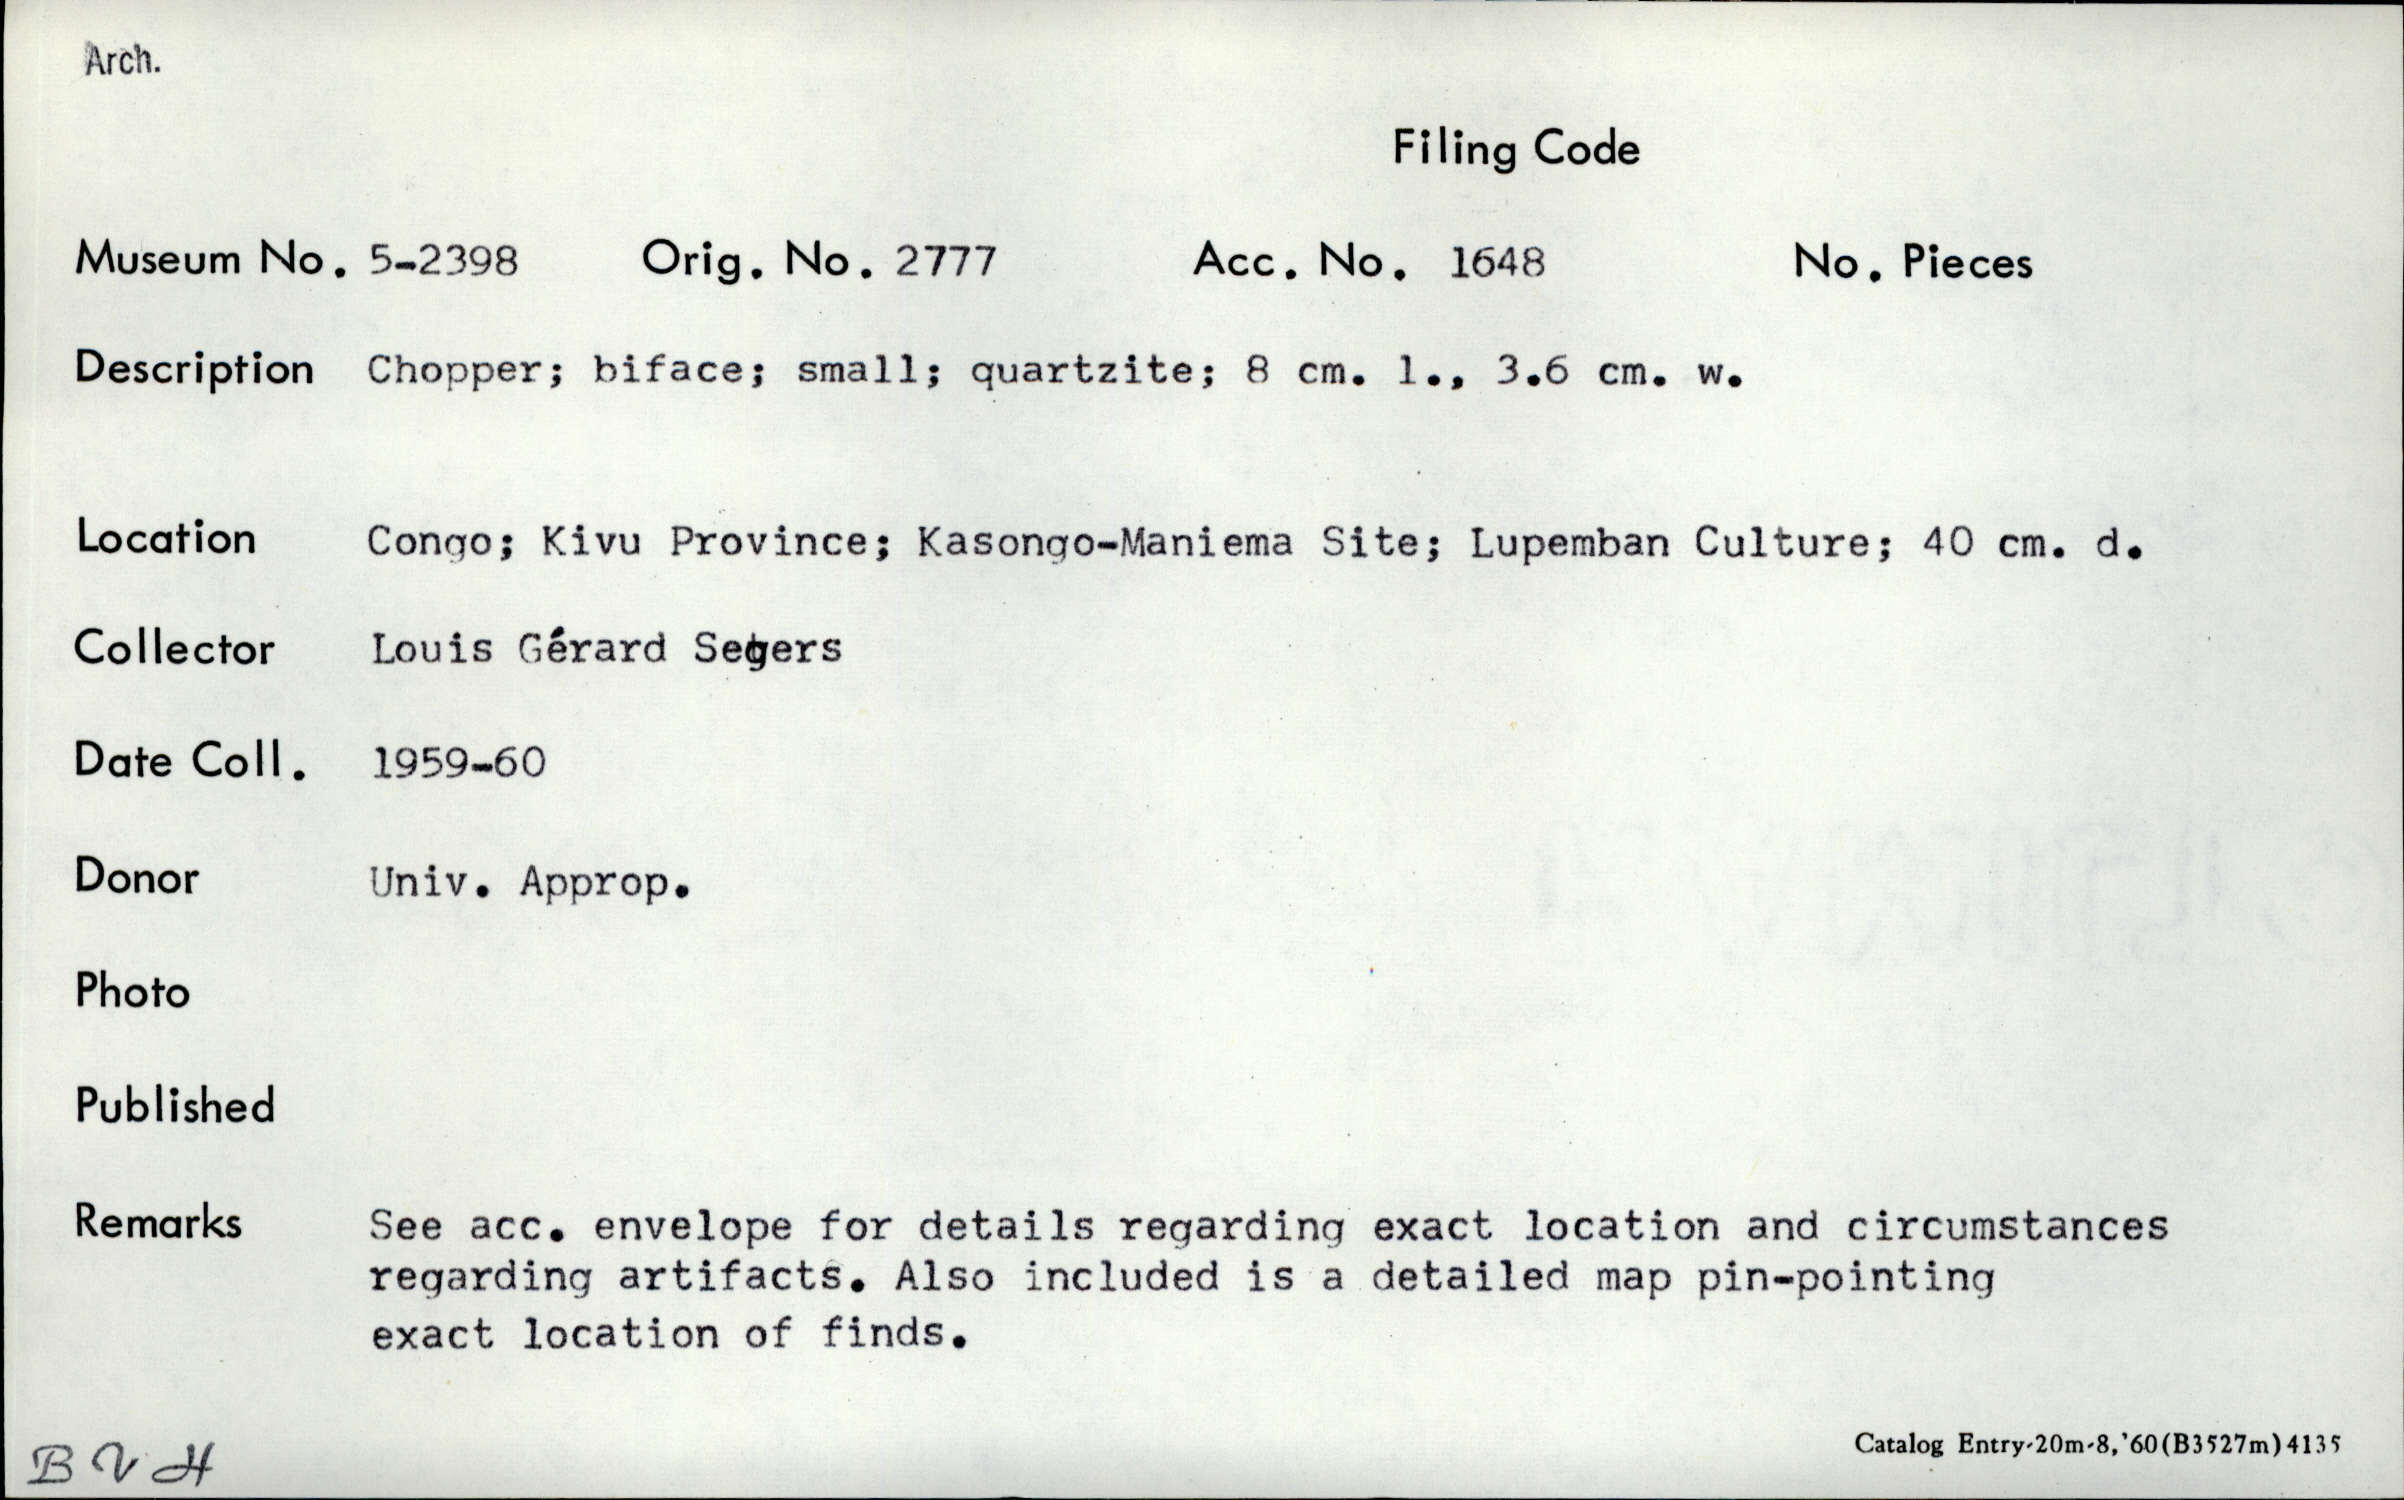 Arch.
Filing Code
Museum No. 5-2398 Orig. No. 2777 Acc. No. 1648 No. Pieces
Description Chopper; biface; small; quartzite; 8 cm. l., 3.6 cm. w.
Location Congo; Kivu Province; Kasongo-Maniema Site; Lupemban Culture; 40 cm. d.
Collector Louis Gérard Segers
Date Coll. 1959-60
Donor Univ. Approp.
Photo
Published
Remarks See acc. envelope for details regarding exact location and circumstances
regarding artifacts. Also included is a detailed map pin-pointing
exact location of finds.
B V H
Catalog Entry-20m-8,'60(B3527m)4135